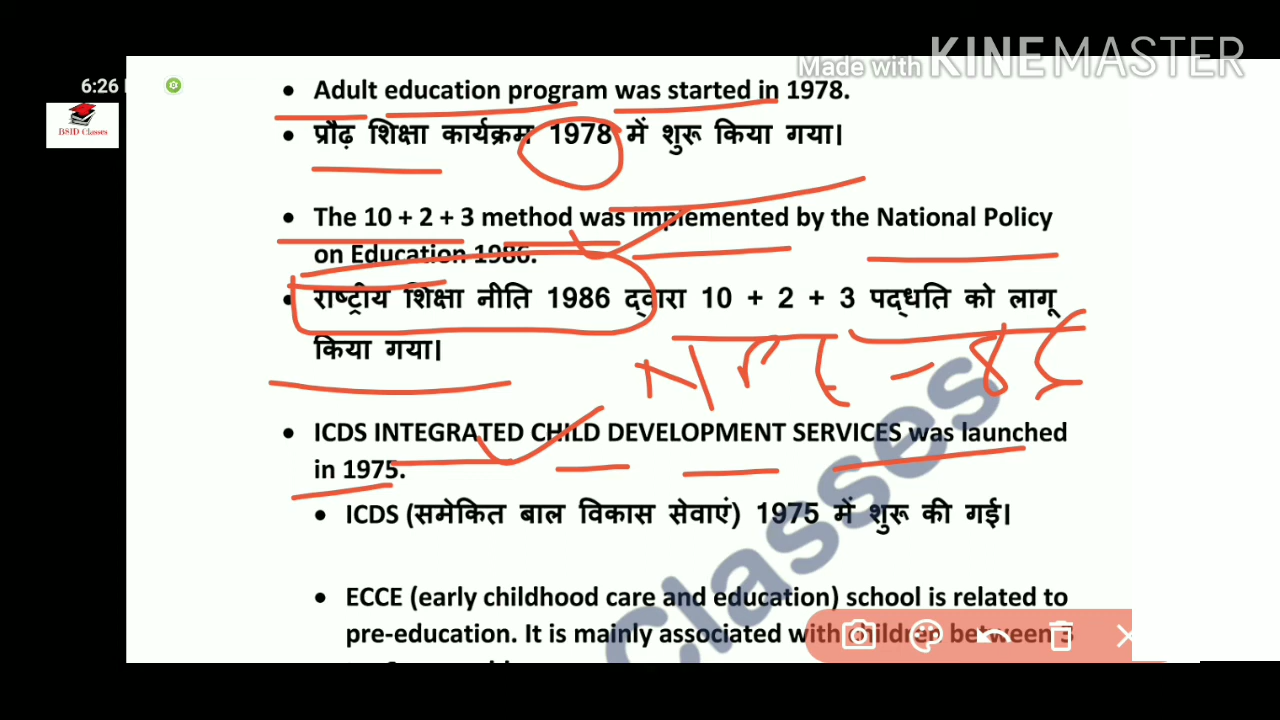 Made with KINEMASTER
6:26
BSID Classes
• Adult education program was started in 1978.
• प्रौढ़ शिक्षा कार्यक्रम 1978 में शुरू किया गया।
• The 10 + 2 + 3 method was implemented by the National Policy
on Education 1986.
• राष्ट्रीय शिक्षा नीति 1986 द्वारा 10 + 2 + 3 पद्धति को लागू
किया गया।
• ICDS INTEGRATED CHILD DEVELOPMENT SERVICES was launched
in 1975.
• ICDS (समेकित बाल विकास सेवाएं) 1975 में शुरू की गई।
• ECCE (early childhood care and education) school is related to
pre-education. It is mainly associated with children between 3
Classes